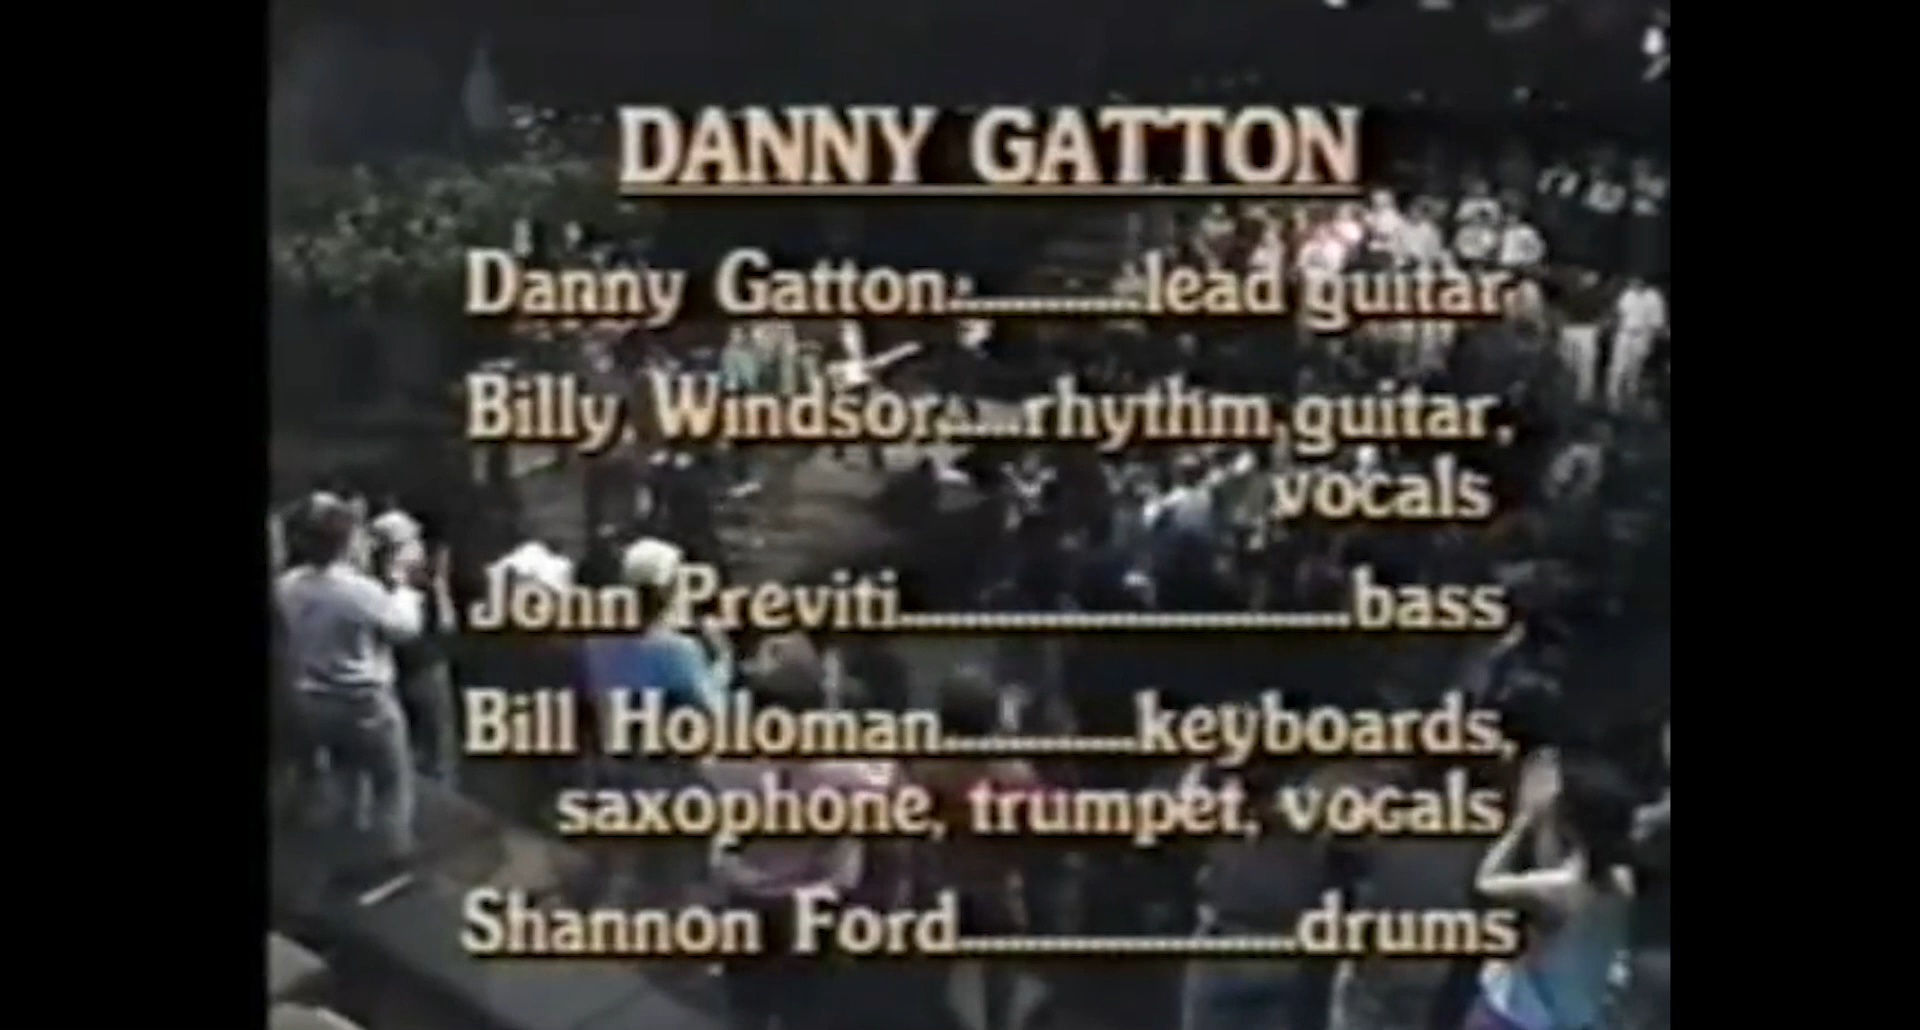 DANNY GATTON
Danny Gatton............lead guitar
Billy Windsor......rhythm guitar,
vocals
John Previti..............................bass
Bill Holloman.............keyboards,
saxophone, trumpet, vocals
Shannon Ford.......................drums